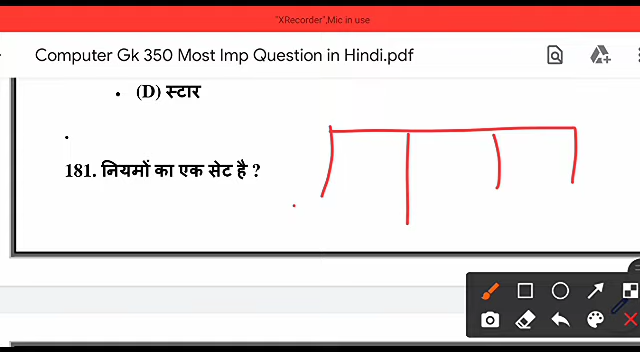 "XRecorder",Mic in use
Computer Gk 350 Most Imp Question in Hindi.pdf
• (D) स्टार
181. नियमों का एक सेट है ?